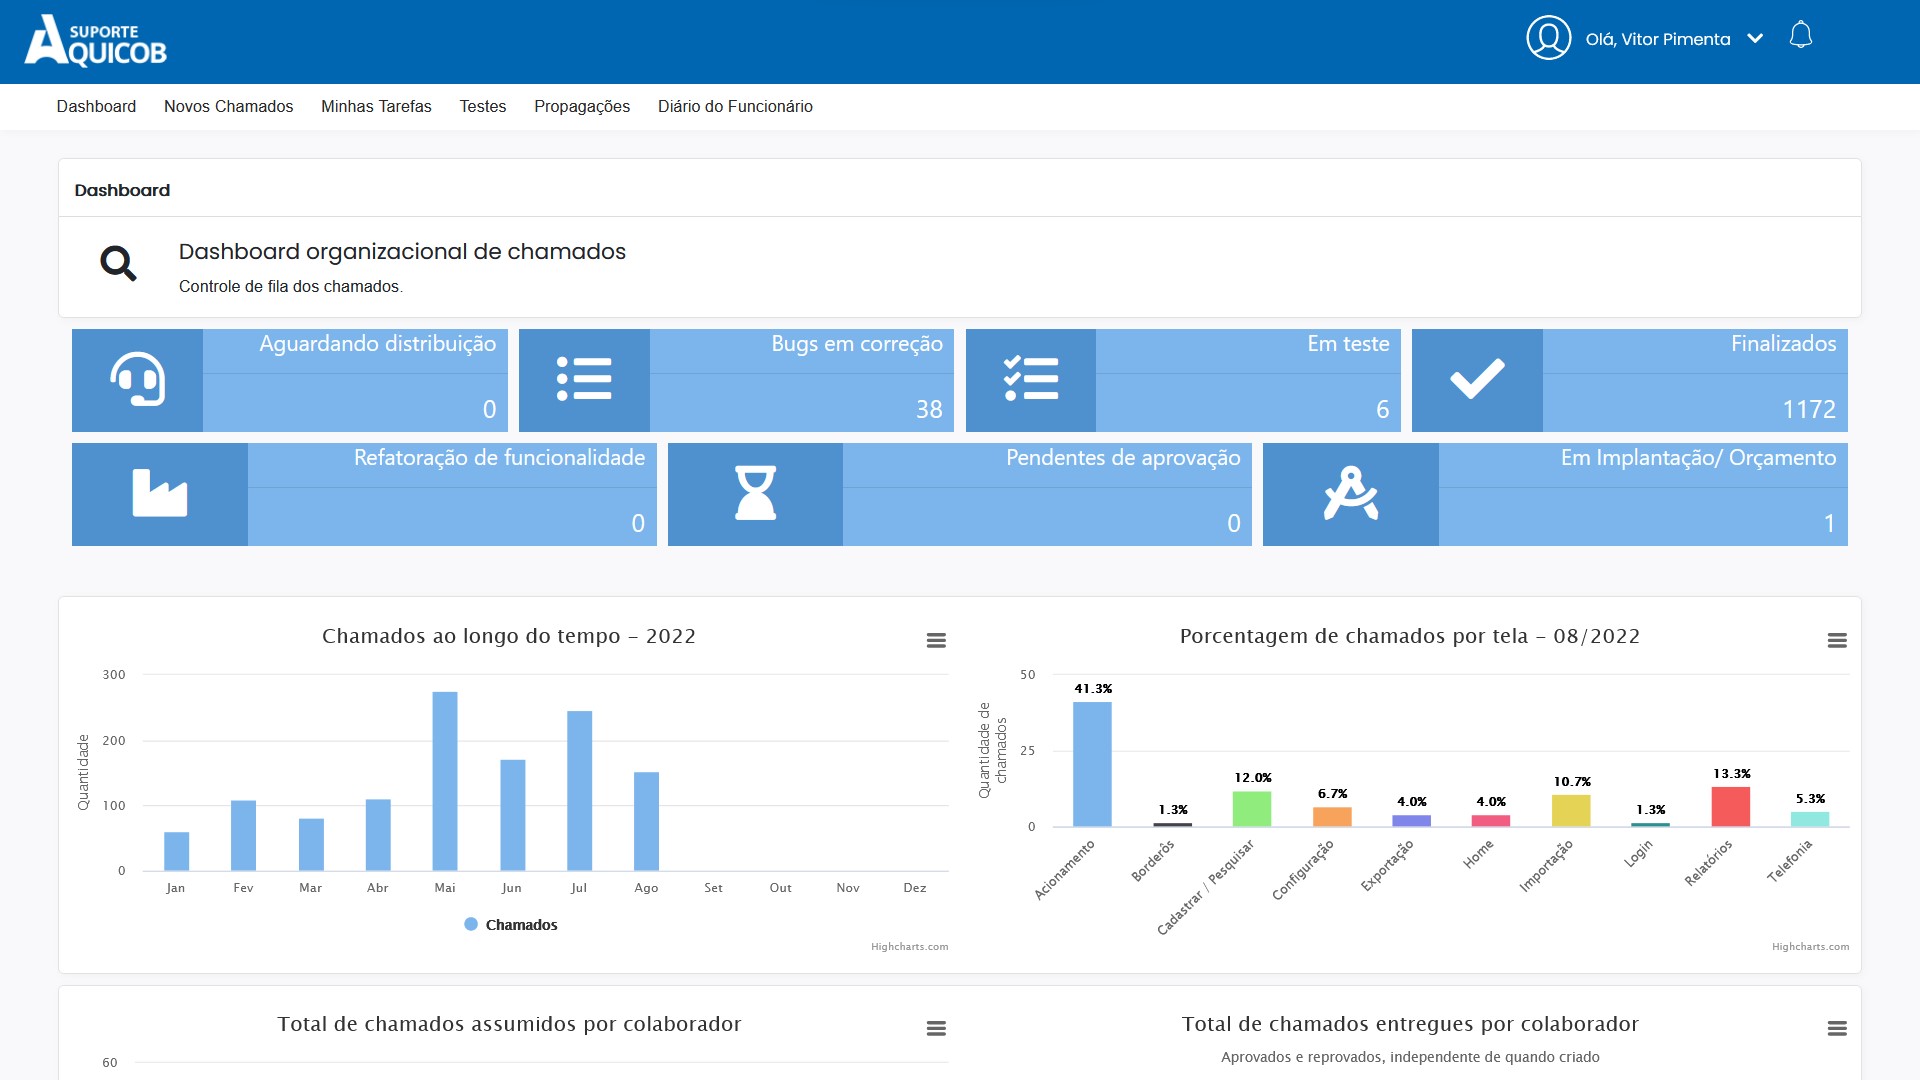 SUPORTE
AQUICOB
Olá, Vitor Pimenta
Dashboard Novos Chamados Minhas Tarefas Testes Propagações Diário do Funcionário
Dashboard
Dashboard organizacional de chamados
Controle de fila dos chamados.
Aguardando distribuição
0
Bugs em correção
38
Em teste
6
Finalizados
1172
Refatoração de funcionalidade
0
Pendentes de aprovação
0
Em Implantação/ Orçamento
1
Chamados ao longo do tempo - 2022
Quantidade
300
200
100
0
Jan Fev Mar Abr Mai Jun Jul Ago Set Out Nov Dez
Chamados
Highcharts.com
Porcentagem de chamados por tela - 08/2022
Quantidade de
chamados
50
25
0
41.3% 1.3% 12.0% 6.7% 4.0% 4.0% 10.7% 1.3% 13.3% 5.3%
Acionamento Borderôs Cadastrar / Pesquisar Configuração Exportação Home Importação Login Relatórios Telefonia
Highcharts.com
Total de chamados assumidos por colaborador
60
Total de chamados entregues por colaborador
Aprovados e reprovados, independente de quando criado